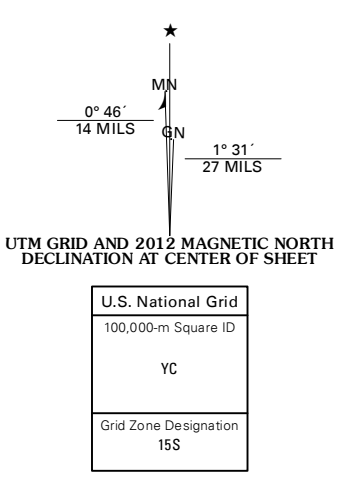 ★
MN
0° 46´
14 MILS
GN
1° 31´
27 MILS
UTM GRID AND 2012 MAGNETIC NORTH
DECLINATION AT CENTER OF SHEET
U.S. National Grid
100,000-m Square ID
YC
Grid Zone Designation
15S